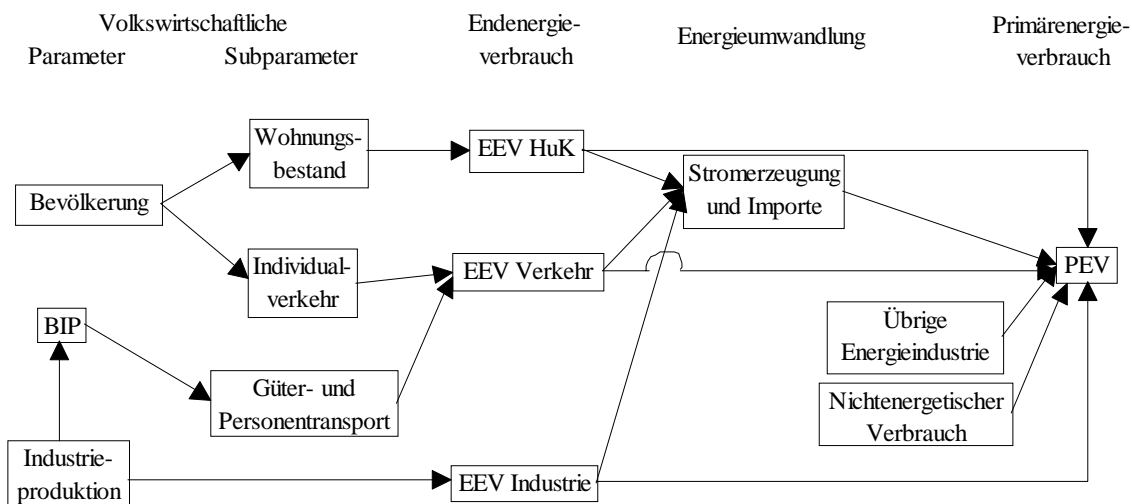 Volkswirtschaftliche
Parameter
Subparameter
Endenergie-
verbrauch
Energieumwandlung
Primärenergie-
verbrauch
Wohnungs-
bestand
EEV HuK
Stromerzeugung
und Importe
Bevölkerung
Individual-
verkehr
EEV Verkehr
PEV
BIP
Übrige
Energieindustrie
Güter- und
Personentransport
Nichtenergetischer
Verbrauch
Industrie-
produktion
EEV Industrie